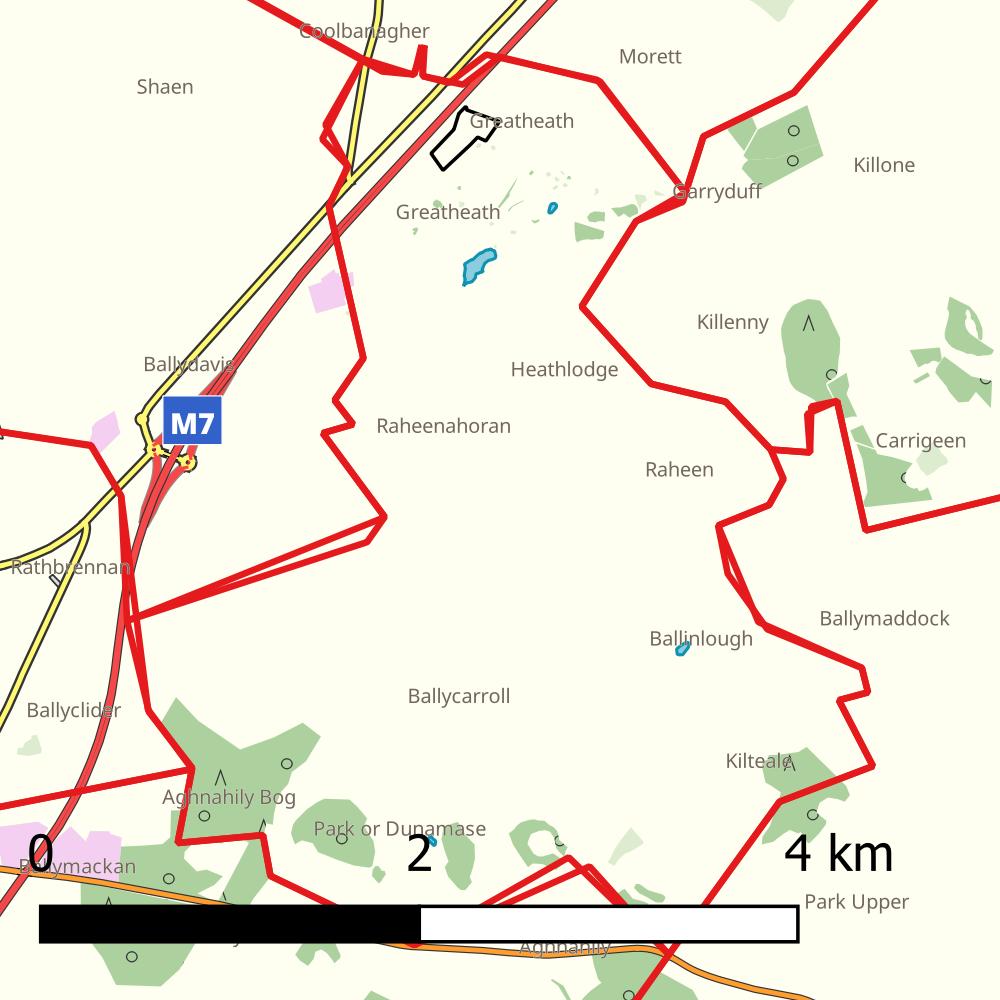 Coolbanagher
Morett
Shaen
Greatheath
Killone
Garryduff
Greatheath
Killenny
Ballydavis
Heathlodge
M7
Raheenahoran
Carrigeen
Raheen
Rathbrennan
Ballymaddock
Ballinlough
Ballycarroll
Ballyclider
Kilteale
Aghnahily Bog
Park or Dunamase
0 2 4 km
Ballymackan
Park Upper
Aghnahily